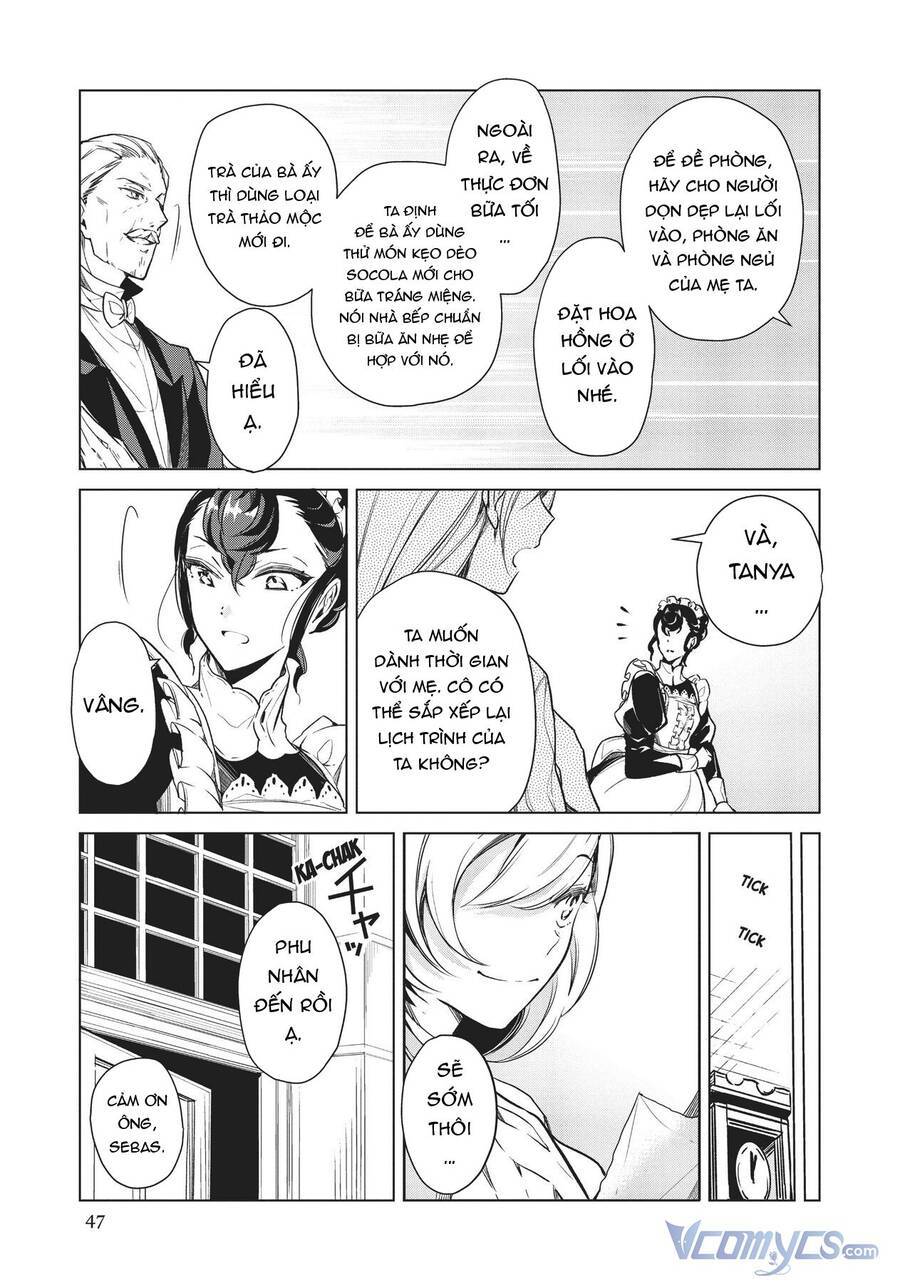 ĐỂ ĐỀ PHÒNG,
HÃY CHO NGƯỜI
DỌN DẸP LẠI LỐI
VÀO, PHÒNG ĂN
VÀ PHÒNG NGỦ
CỦA MẸ TA.
ĐẶT HOA
HỒNG Ở
LỐI VÀO
NHÉ.
NGOÀI
RA, VỀ
THỰC ĐƠN
BỮA TỐI
...
TA ĐỊNH
ĐỂ BÀ ẤY DÙNG
THỬ MÓN KẸO DẺO
SOCOLA MỚI CHO
BỮA TRÁNG MIỆNG.
NÓI NHÀ BẾP CHUẨN
BỊ BỮA ĂN NHẸ ĐỂ
HỢP VỚI NÓ.
TRÀ CỦA BÀ ẤY
THÌ DÙNG LOẠI
TRÀ THẢO MỘC
MỚI ĐI.
ĐÃ
HIỂU
Ạ.
VÀ,
TANYA
...
TA MUỐN
DÀNH THỜI GIAN
VỚI MẸ. CÔ CÓ
THỂ SẮP XẾP LẠI
LỊCH TRÌNH CỦA
TA KHÔNG?
VÂNG.
TICK
TICK
SẼ
SỚM
THÔI
...
KA-CHAK
チャッ
PHU
NHÂN
ĐẾN RỒI
Ạ.
CẢM ƠN
ÔNG,
SEBAS.
47
VCOMYCS.com